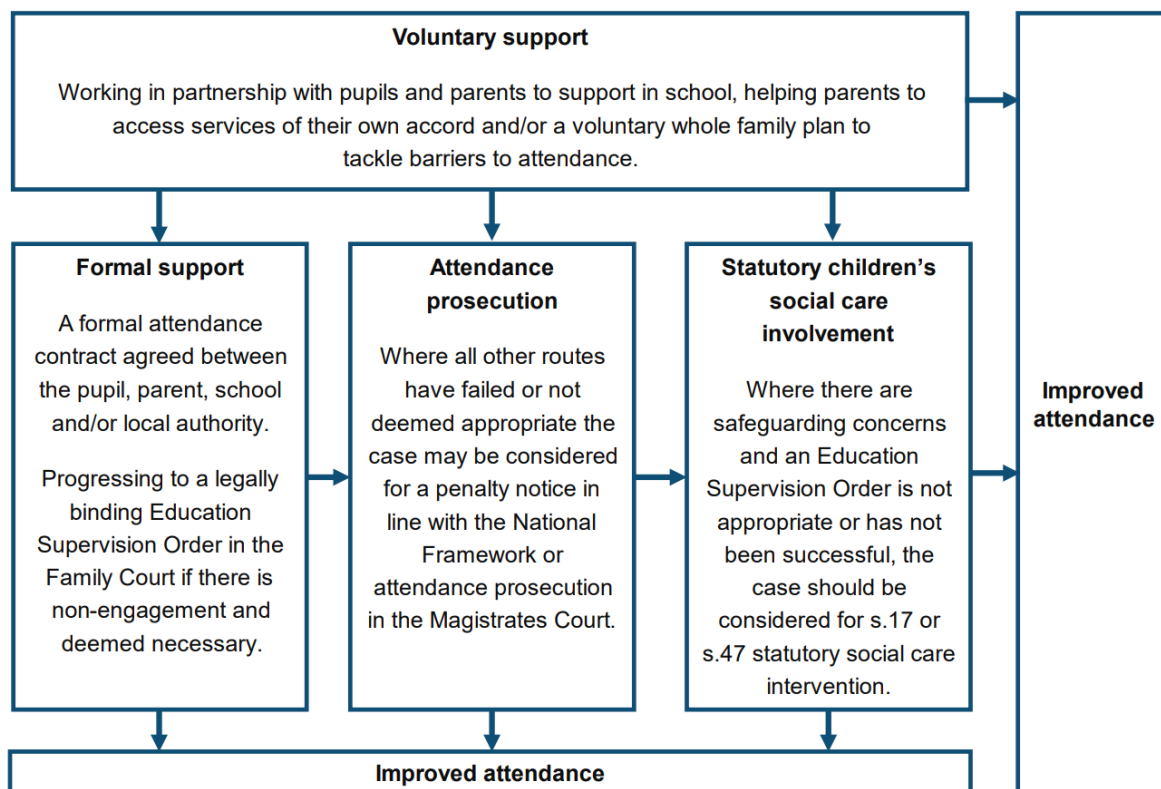 Voluntary support
Working in partnership with pupils and parents to support in school, helping parents to
access services of their own accord and/or a voluntary whole family plan to
tackle barriers to attendance.
Formal support
A formal attendance
contract agreed between
the pupil, parent, school
and/or local authority.
Progressing to a legally
binding Education
Supervision Order in the
Family Court if there is
non-engagement and
deemed necessary.
Attendance
prosecution
Where all other routes
have failed or not
deemed appropriate the
case may be considered
for a penalty notice in
line with the National
Framework or
attendance prosecution
in the Magistrates Court.
Statutory children’s
social care
involvement
Where there are
safeguarding concerns
and an Education
Supervision Order is not
appropriate or has not
been successful, the
case should be
considered for s.17 or
s.47 statutory social care
intervention.
Improved
attendance
Improved attendance